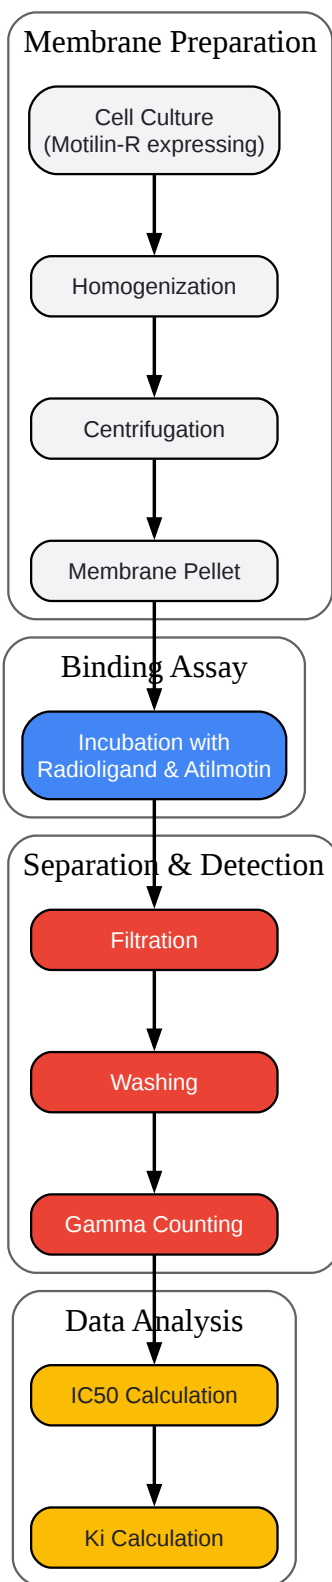 Membrane Preparation
Cell Culture
(Motilin-R expressing)
Homogenization
Centrifugation
Membrane Pellet
Binding Assay
Incubation with
Radioligand & Atilmotin
Separation & Detection
Filtration
Washing
Gamma Counting
Data Analysis
IC50 Calculation
Ki Calculation